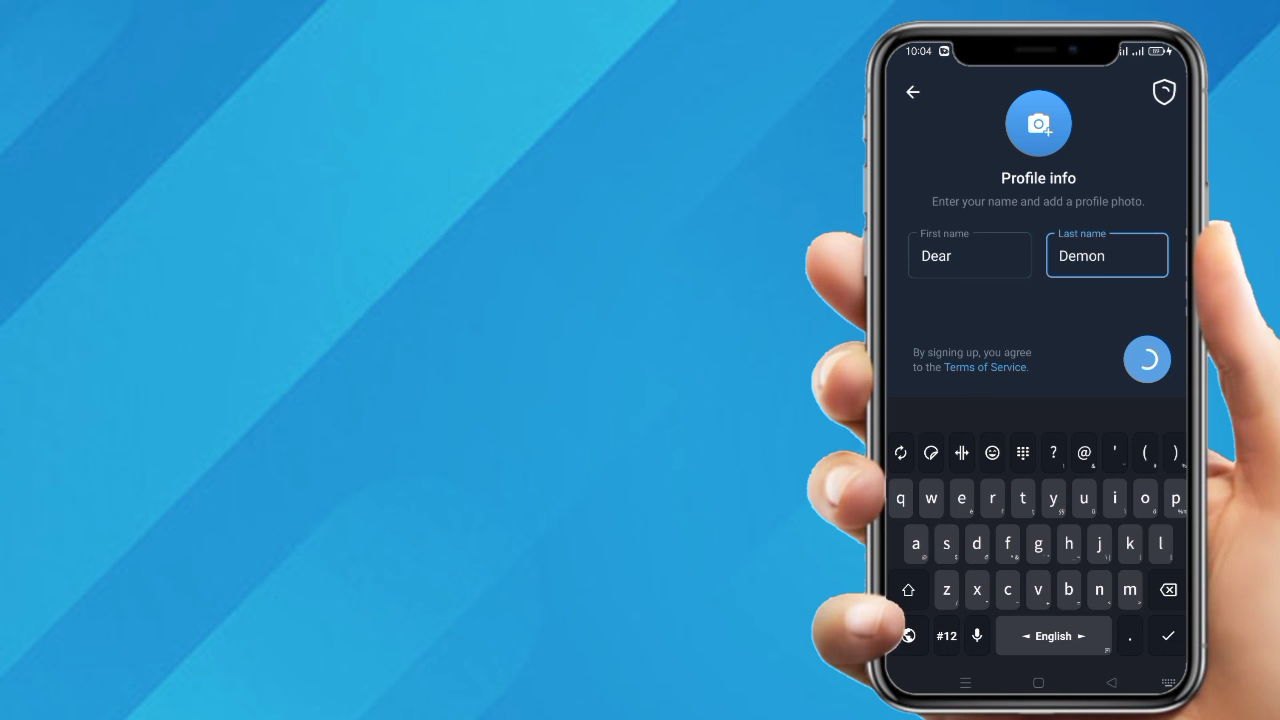 10:04
Profile info
Enter your name and add a profile photo.
First name
Last name
Dear
Demon
By signing up, you agree
to the Terms of Service.
? @ ' ( )
q w e r t y u i o p
a s d f g h j k l
z x c v b n m
#12 ◄ English ► .